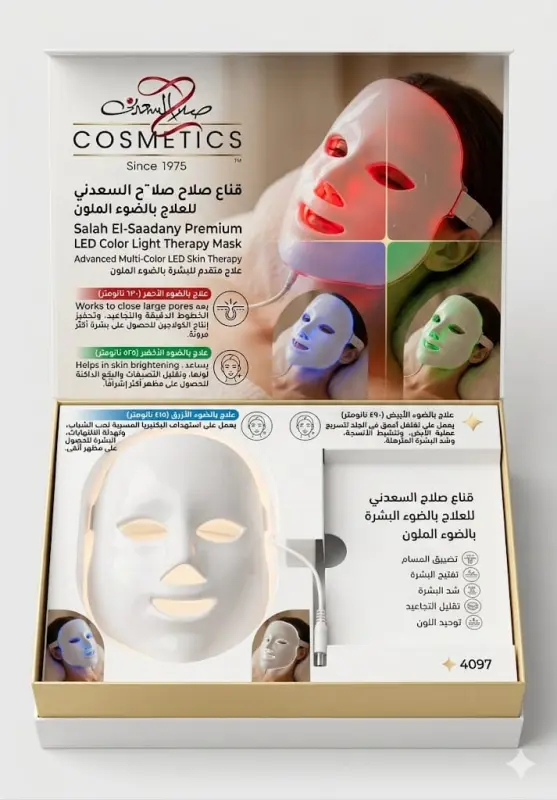 صلاح السعدني
COSMETICS
Since 1975
TM
قناع صلاح صلاح السعدني
للعلاج بالضوء الملون
Salah El-Saadany Premium
LED Color Light Therapy Mask
Advanced Multi-Color LED Skin Therapy
علاج متقدم للبشرة بالضوء الملون
علاج بالضوء الأحمر (٦٣٠ نانومتر)
Works to close large pores بعد
الخطوط الدقيقة والتجاعيد، وتحفيز
إنتاج الكولاجين للحصول على بشرة أكثر
مرونة.
علاج بالضوء الأخضر (٥٢٥ نانومتر)
Helps in skin brightening . يساعد
لونها، وتقليل التصبغات والبقع الداكنة
للحصول على مظهر أكثر إشراقًا.
علاج بالضوء الأزرق (٤١٥ نانومتر)
يعمل على استهداف البكتيريا المسببة لحب الشباب،
وتهدئة الالتهابات،
البشرة للحصول
على مظهر أنقى.
علاج بالضوء الأبيض (٤٩٠ نانومتر)
يعمل على تغلغل أعمق في الجلد لتسريع
عملية الأيض، وتنشيط الأنسجة،
وشد البشرة المترهلة.
قناع صلاح السعدني
للعلاج بالضوء البشرة
بالضوء الملون
تضييق المسام
تفتيح البشرة
شد البشرة
تقليل التجاعيد
توحيد اللون
4097